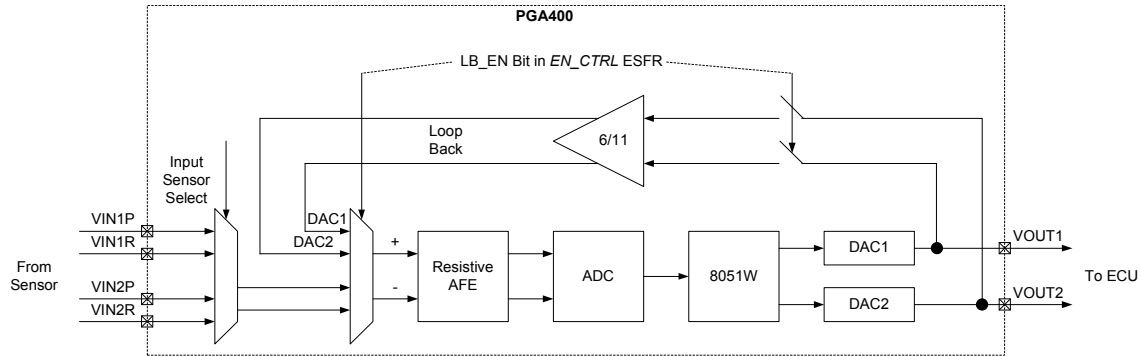 PGA400
LB_EN Bit in EN_CTRL ESFR
6/11
Loop
Back
Input
Sensor
Select
VIN1P
VIN1R
VIN2P
VIN2R
From
Sensor
DAC1
DAC2
+
-
Resistive
AFE
ADC
8051W
DAC1
DAC2
VOUT1
VOUT2
To ECU